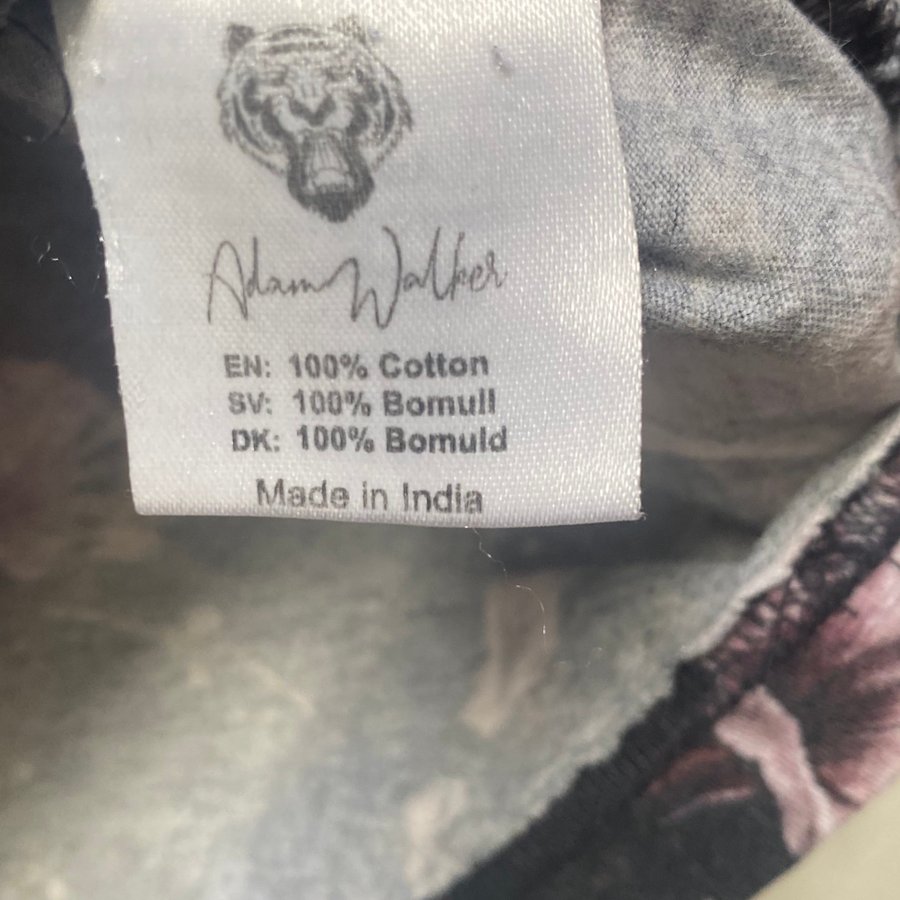 Adam Walker
EN: 100% Cotton
SV: 100% Bomull
DK: 100% Bomuld
Made in India